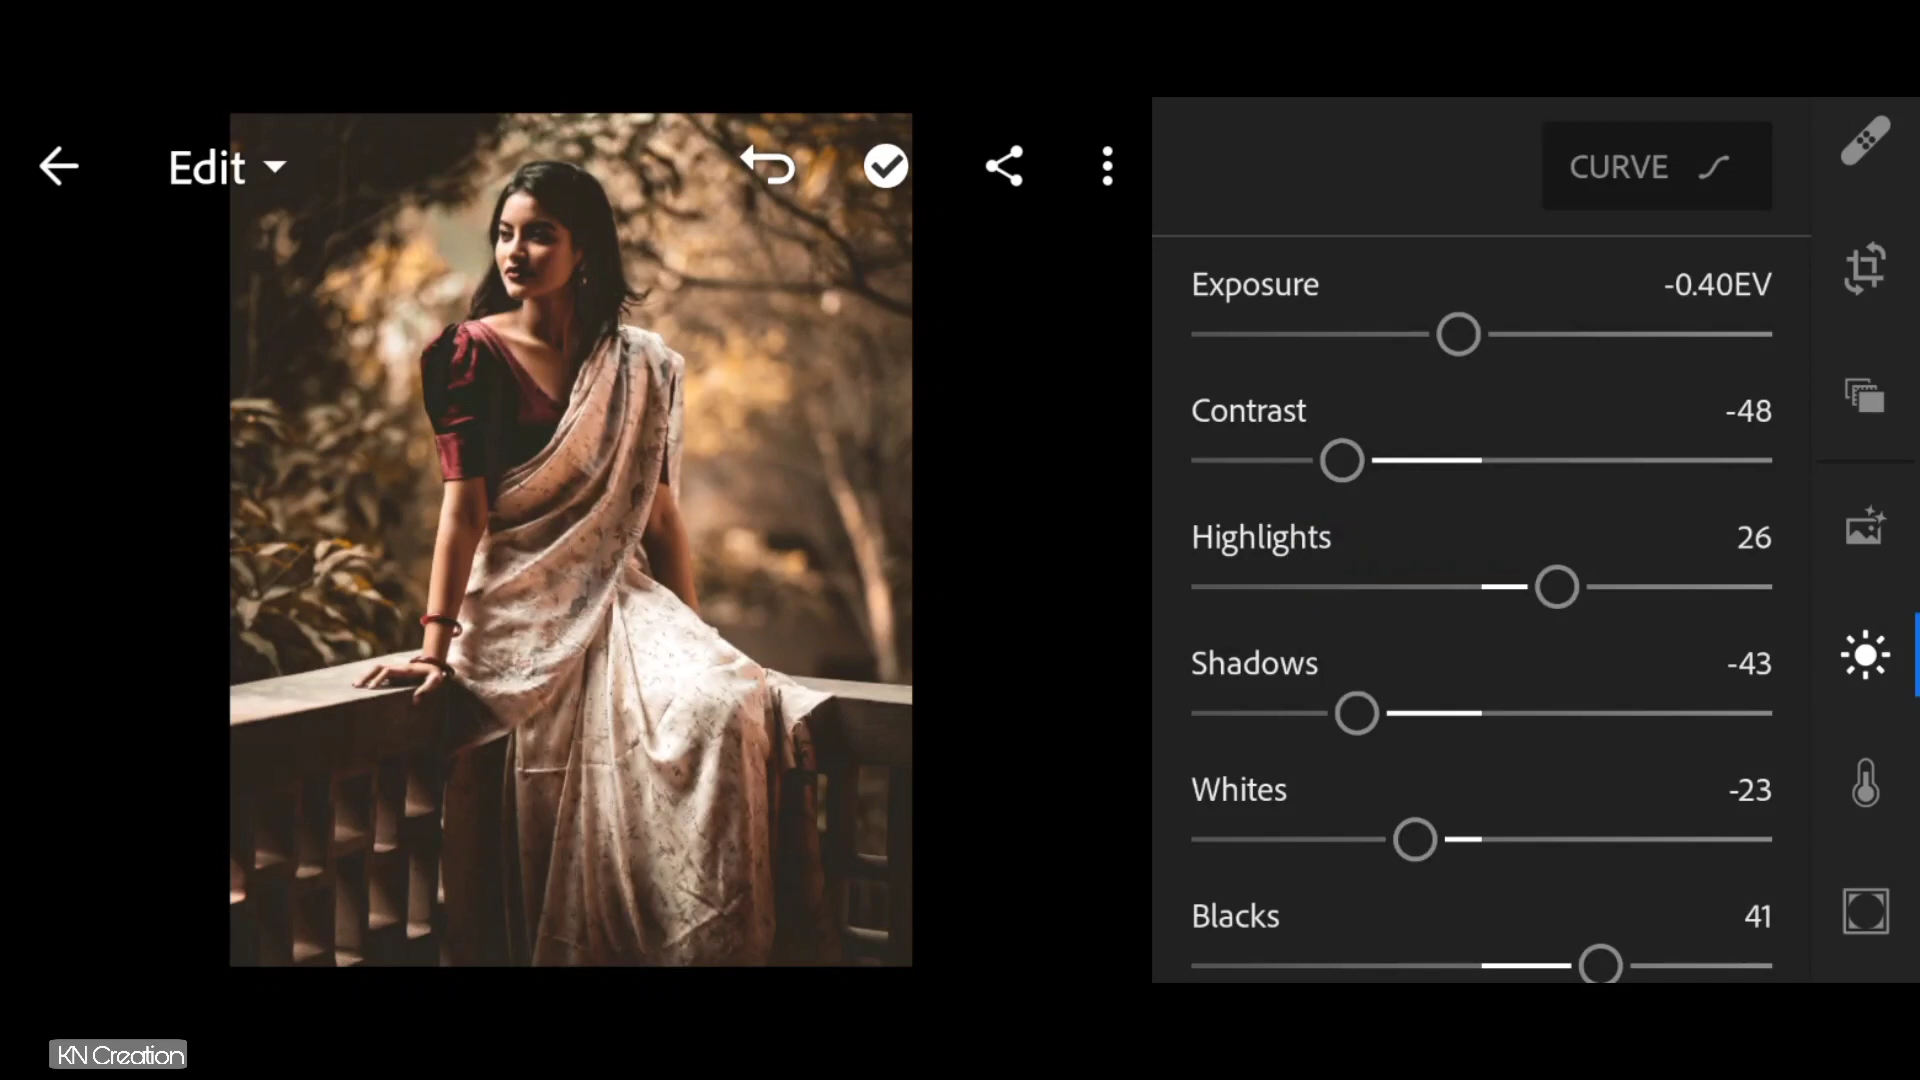 Edit
CURVE
Exposure -0.40EV
Contrast -48
Highlights 26
Shadows -43
Whites -23
Blacks 41
KN Creation